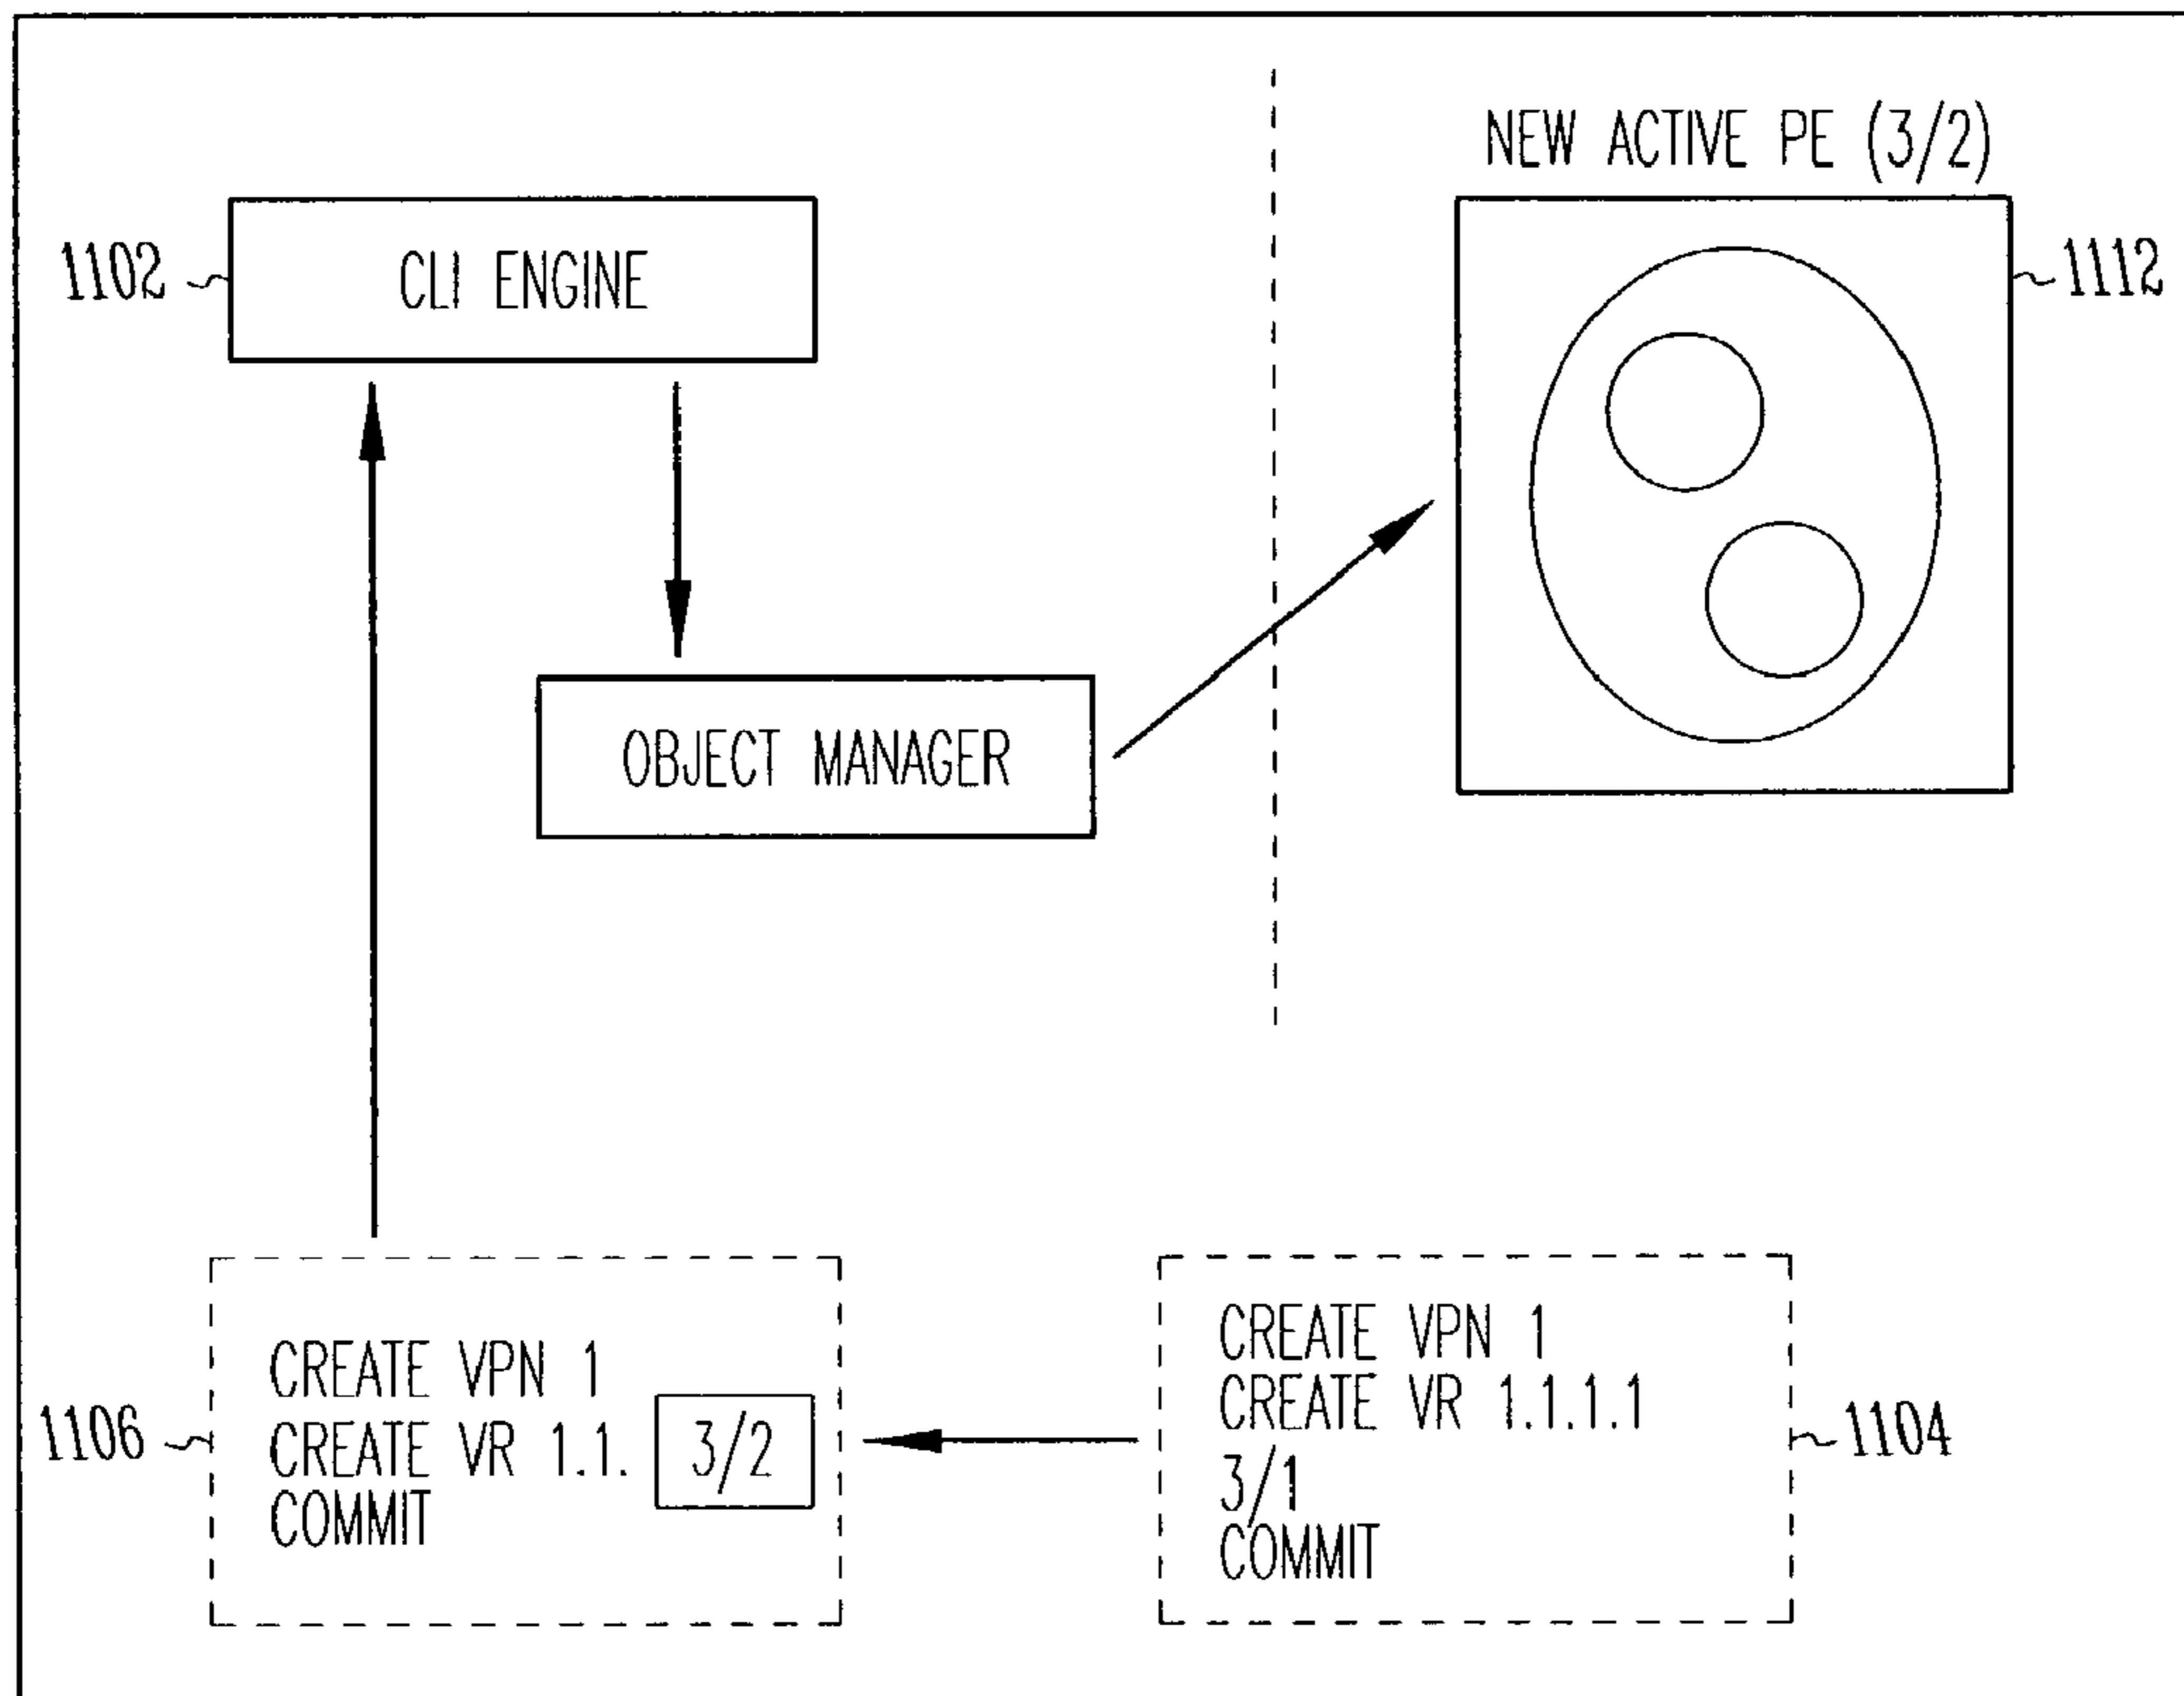 NEW ACTIVE PE (3/2)
1102
CLI ENGINE
1112
OBJECT MANAGER
1106
CREATE VPN 1
CREATE VR 1.1. 3/2
COMMIT
CREATE VPN 1
CREATE VR 1.1.1.1
3/1
COMMIT
1104